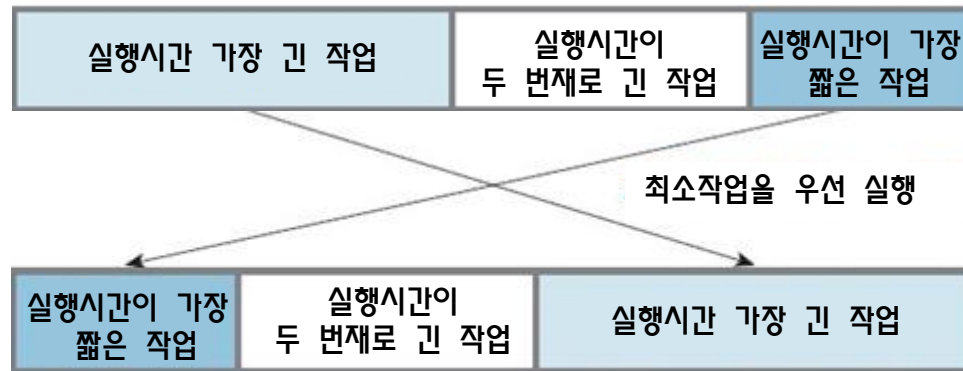 실행시간 가장 긴 작업
실행시간이
두 번재로 긴 작업
실행시간이 가장
짧은 작업
최소작업을 우선 실행
실행시간이 가장
짧은 작업
실행시간이
두 번재로 긴 작업
실행시간 가장 긴 작업